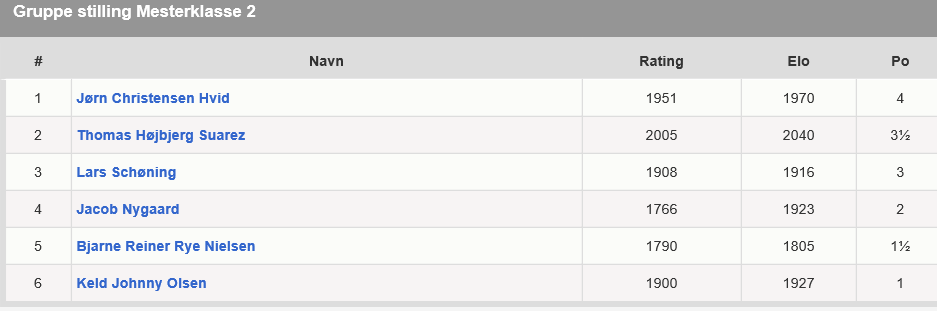 Gruppe stilling Mesterklasse 2
# Navn Rating Elo Po
1 Jørn Christensen Hvid 1951 1970 4
2 Thomas Højbjerg Suarez 2005 2040 3½
3 Lars Schøning 1908 1916 3
4 Jacob Nygaard 1766 1923 2
5 Bjarne Reiner Rye Nielsen 1790 1805 1½
6 Keld Johnny Olsen 1900 1927 1